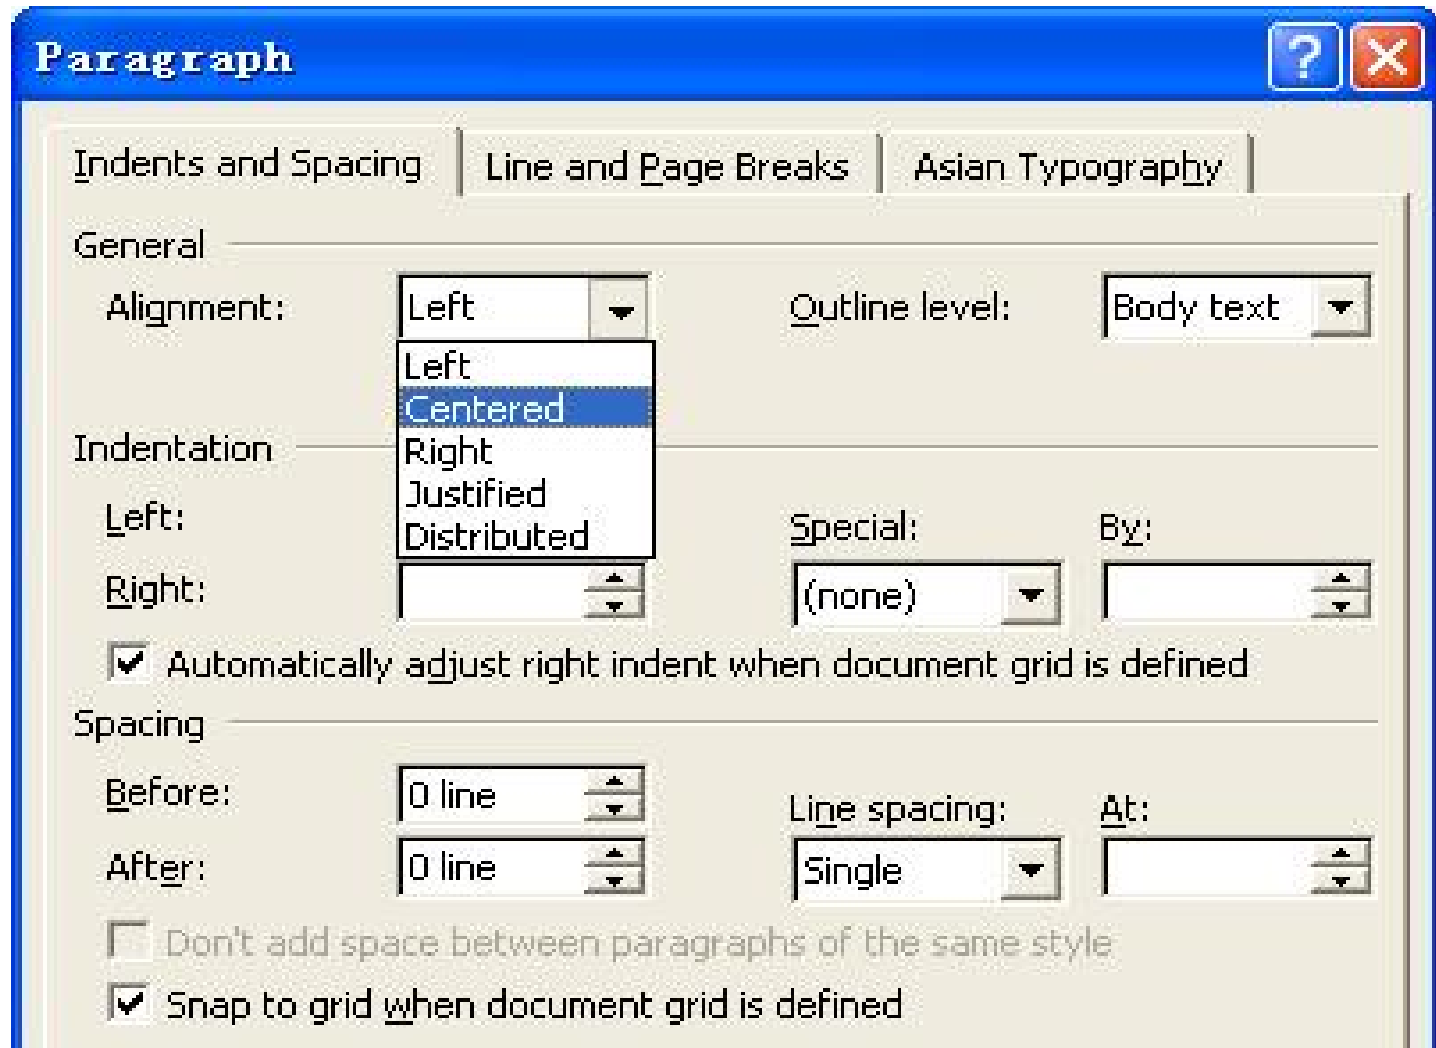 Paragraph
Indents and Spacing Line and Page Breaks Asian Typography
General
Alignment: Left Outline level: Body text
Left
Centered
Indentation
Right
Justified
Left:
Distributed
Special: By:
Right: (none)
Automatically adjust right indent when document grid is defined
Spacing
Before: 0 line
Line spacing: At:
After: 0 line Single
Don't add space between paragraphs of the same style
Snap to grid when document grid is defined